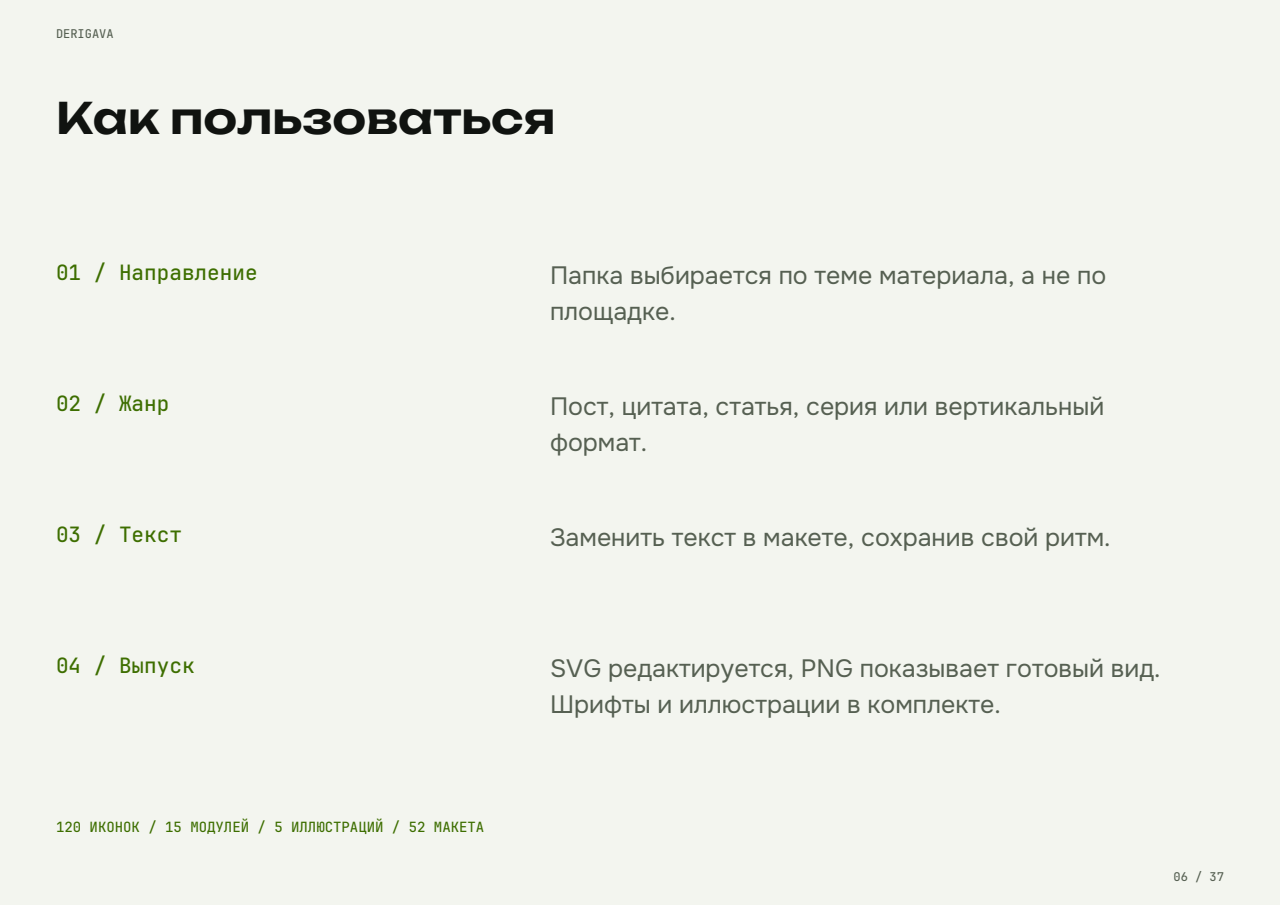 DERIGAVA
Как пользоваться
01 / Направление
Папка выбирается по теме материала, а не по
площадке.
02 / Жанр
Пост, цитата, статья, серия или вертикальный
формат.
03 / Текст
Заменить текст в макете, сохранив свой ритм.
04 / Выпуск
SVG редактируется, PNG показывает готовый вид.
Шрифты и иллюстрации в комплекте.
120 ИКОНОК / 15 МОДУЛЕЙ / 5 ИЛЛЮСТРАЦИЙ / 52 МАКЕТА
06 / 37